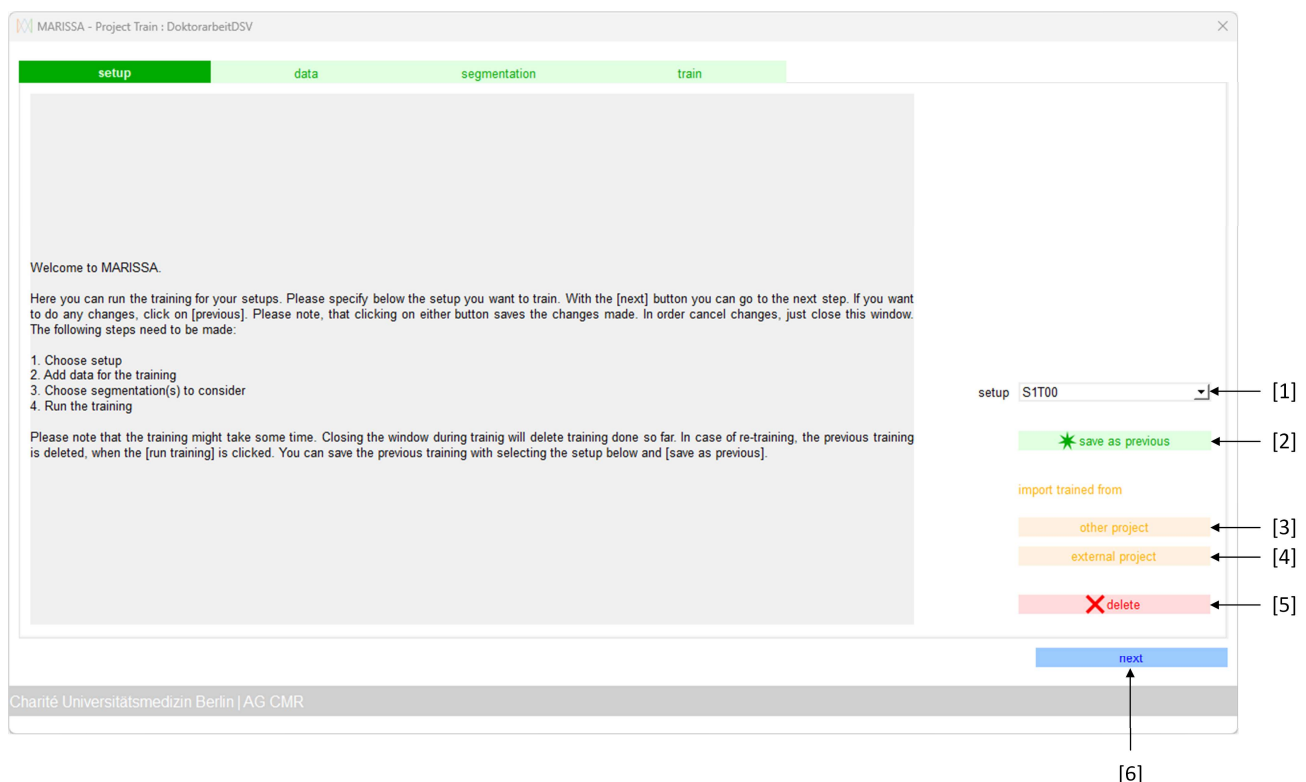 MARISSA - Project Train : DoktorarbeitDSV
setup data segmentation train
Welcome to MARISSA.
Here you can run the training for your setups. Please specify below the setup you want to train. With the [next] button you can go to the next step. If you want
to do any changes, click on [previous]. Please note, that clicking on either button saves the changes made. In order cancel changes, just close this window.
The following steps need to be made:
1. Choose setup
2. Add data for the training
3. Choose segmentation(s) to consider
4. Run the training
Please note that the training might take some time. Closing the window during trainig will delete training done so far. In case of re-training, the previous training
is deleted, when the [run training] is clicked. You can save the previous training with selecting the setup below and [save as previous].
setup S1T00 [1]
save as previous [2]
import trained from
other project [3]
external project [4]
delete [5]
next
Charité Universitätsmedizin Berlin | AG CMR
[6]